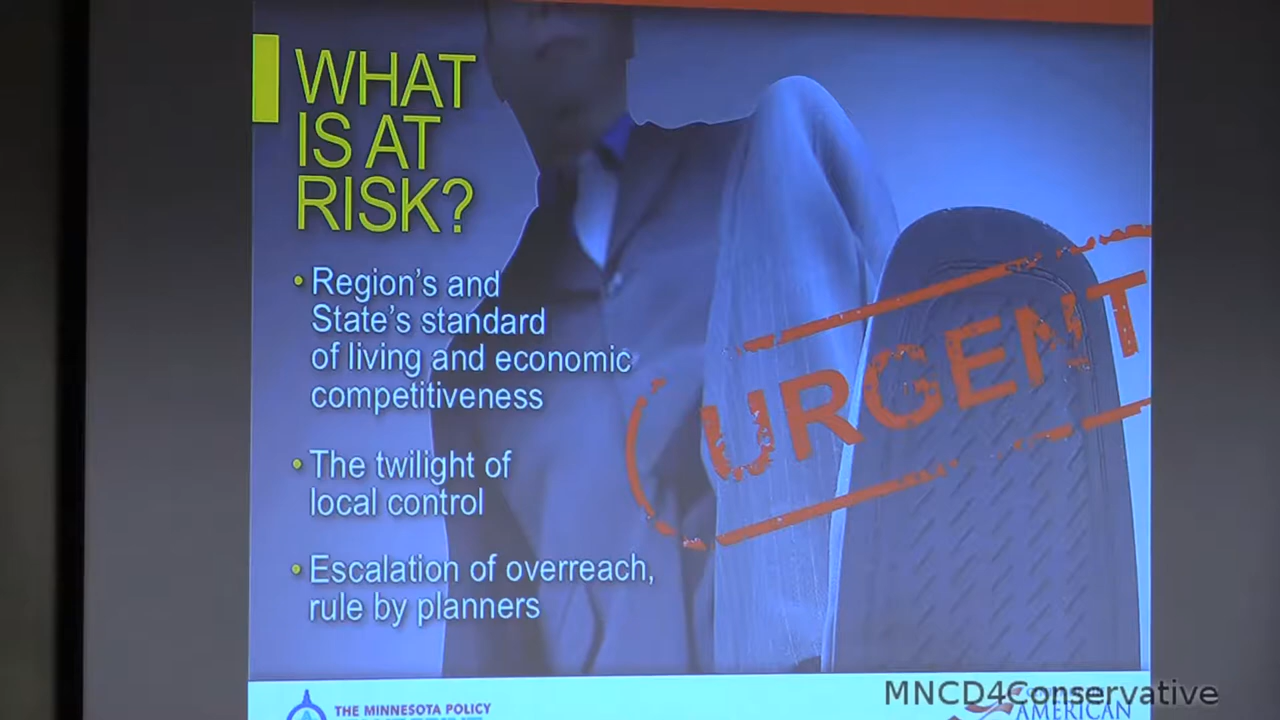 WHAT
IS AT
RISK?
• Region's and
State's standard
of living and economic
competitiveness
• The twilight of
local control
• Escalation of overreach,
rule by planners
URGENT
THE MINNESOTA POLICY
MNCD4Conservative
AMERICAN